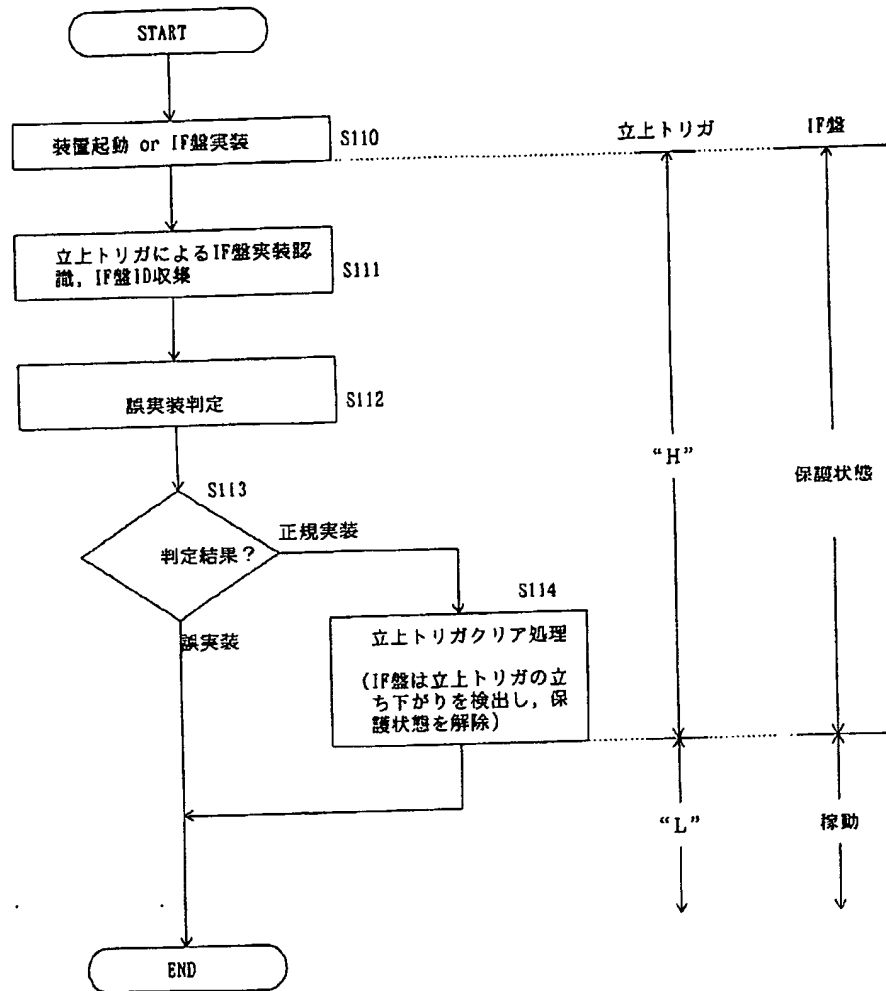 START
装置起動 or IF盤実装
S110
立上トリガ
IF盤
立上トリガによるIF盤実装認
識，IF盤ID収集
S111
誤実装判定
S112
“H”
保護状態
S113
判定結果？
正規実装
誤実装
S114
立上トリガクリア処理
(IF盤は立上トリガの立
ち下がりを検出し，保
護状態を解除)
“L”
稼動
END